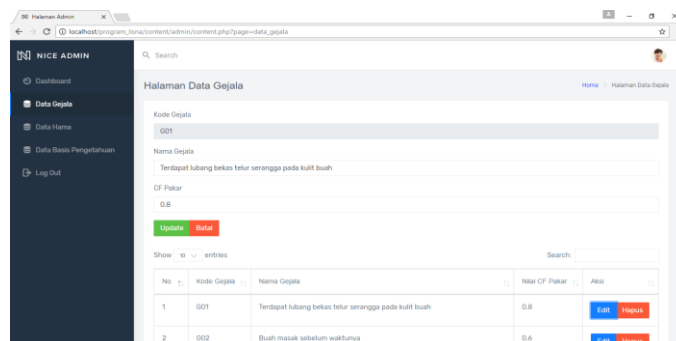 Halaman Admin
localhost/program_lisna/content/admin/content.php?page=data_gejala
NICE ADMIN
Search
Dashboard
Data Gejala
Data Hama
Data Basis Pengetahuan
Log Out
Halaman Data Gejala
Home > Halaman Data Gejala
Kode Gejala
G01
Nama Gejala
Terdapat lubang bekas telur serangga pada kulit buah
CF Pakar
0.8
Update Batal
Show 10 entries Search:
No. Kode Gejala Nama Gejala Nilai CF Pakar Aksi
1 G01 Terdapat lubang bekas telur serangga pada kulit buah 0.8 Edit Hapus
2 G02 Buah masak sebelum waktunya 0.6 Edit Hapus